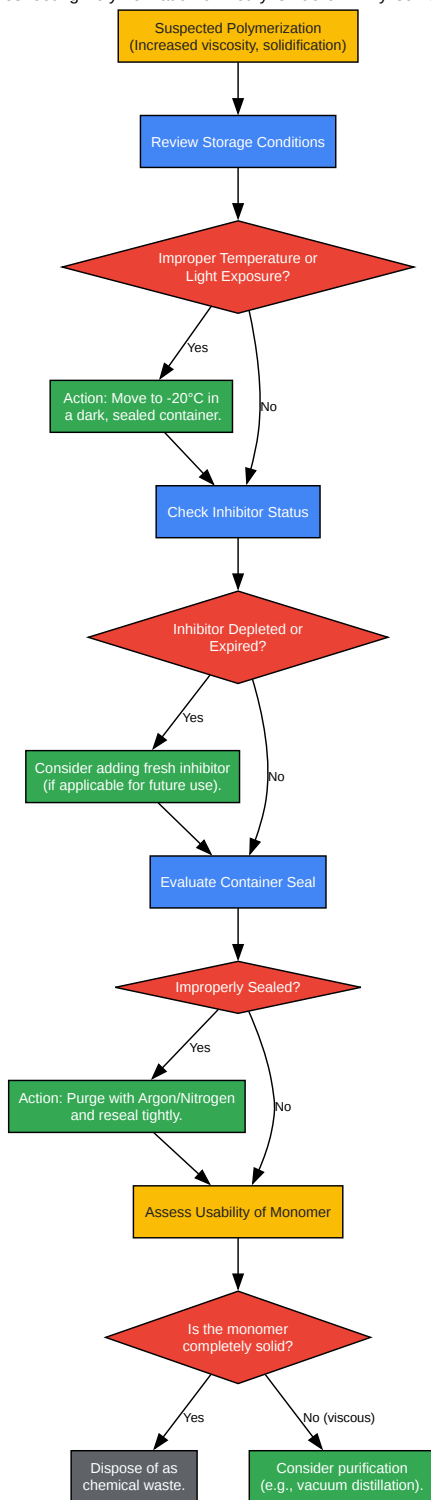 Suspected Polymerization
(Increased viscosity, solidification)
Review Storage Conditions
Improper Temperature or
Light Exposure?
Yes
Action: Move to -20°C in
a dark, sealed container.
No
Check Inhibitor Status
Inhibitor Depleted or
Expired?
Yes
Consider adding fresh inhibitor
(if applicable for future use).
No
Evaluate Container Seal
Improperly Sealed?
Yes
Action: Purge with Argon/Nitrogen
and reseal tightly.
No
Assess Usability of Monomer
Is the monomer
completely solid?
Yes
No (viscous)
Dispose of as
chemical waste.
Consider purification
(e.g., vacuum distillation).